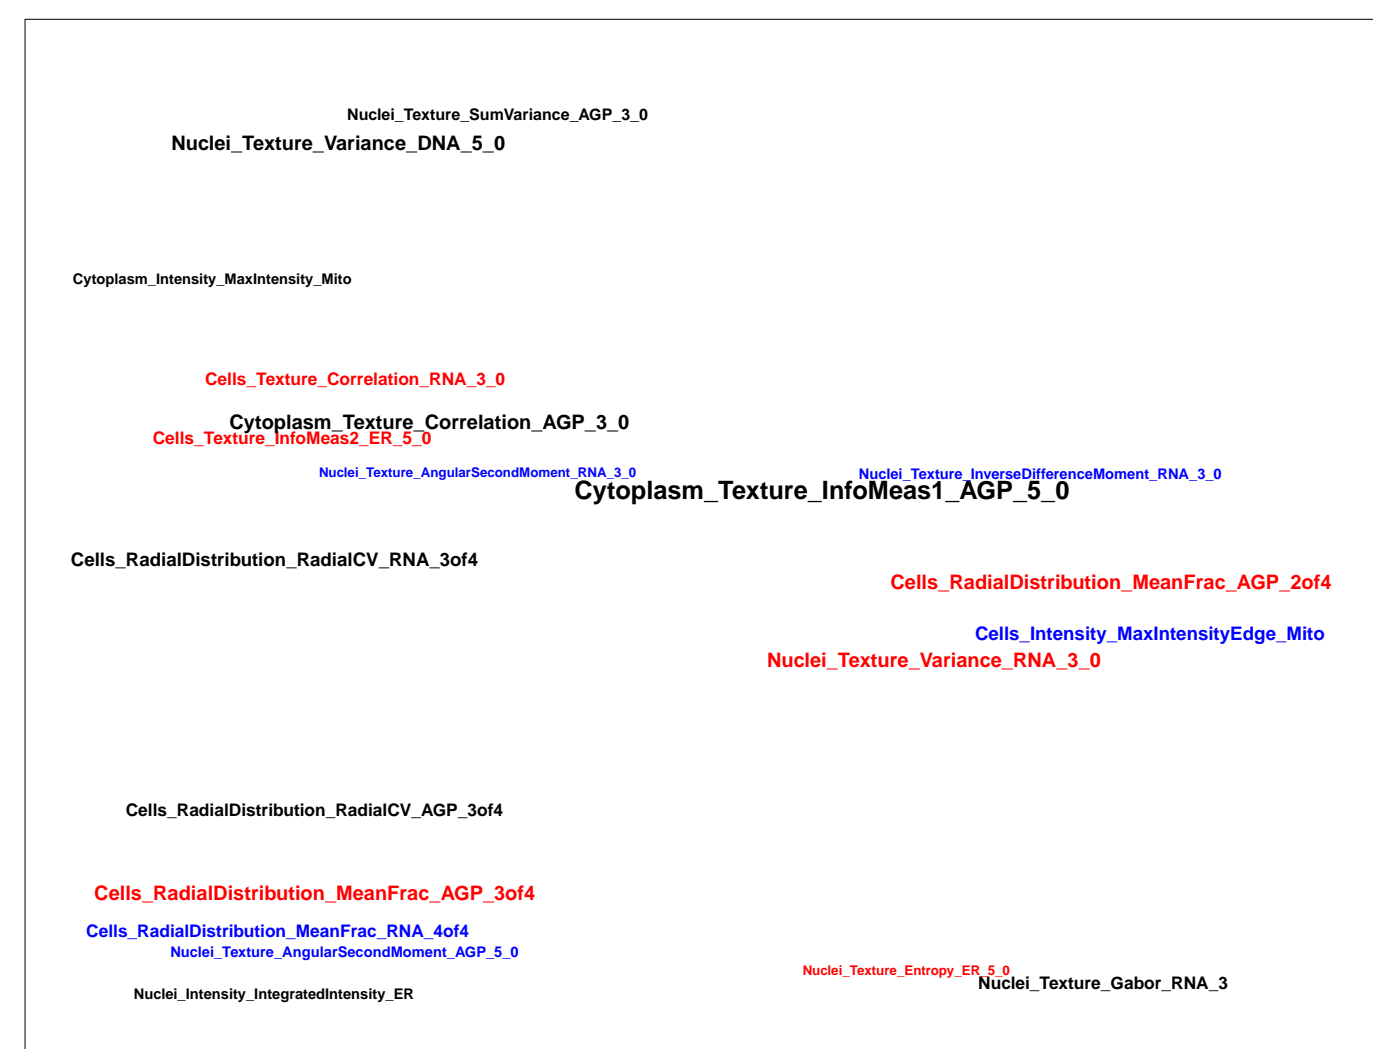 Nuclei_Texture_SumVariance_AGP_3_0
Nuclei_Texture_Variance_DNA_5_0
Cytoplasm_Intensity_MaxIntensity_Mito
Cells_Texture_Correlation_RNA_3_0
Cytoplasm_Texture_Correlation_AGP_3_0
Cells_Texture_InfoMeas2_ER_5_0
Nuclei_Texture_AngularSecondMoment_RNA_3_0
Nuclei_Texture_InverseDifferenceMoment_RNA_3_0
Cytoplasm_Texture_InfoMeas1_AGP_5_0
Cells_RadialDistribution_RadialCV_RNA_3of4
Cells_RadialDistribution_MeanFrac_AGP_2of4
Cells_Intensity_MaxIntensityEdge_Mito
Nuclei_Texture_Variance_RNA_3_0
Cells_RadialDistribution_RadialCV_AGP_3of4
Cells_RadialDistribution_MeanFrac_AGP_3of4
Cells_RadialDistribution_MeanFrac_RNA_4of4
Nuclei_Texture_AngularSecondMoment_AGP_5_0
Nuclei_Texture_Entropy_ER_5_0
Nuclei_Texture_Gabor_RNA_3
Nuclei_Intensity_IntegratedIntensity_ER